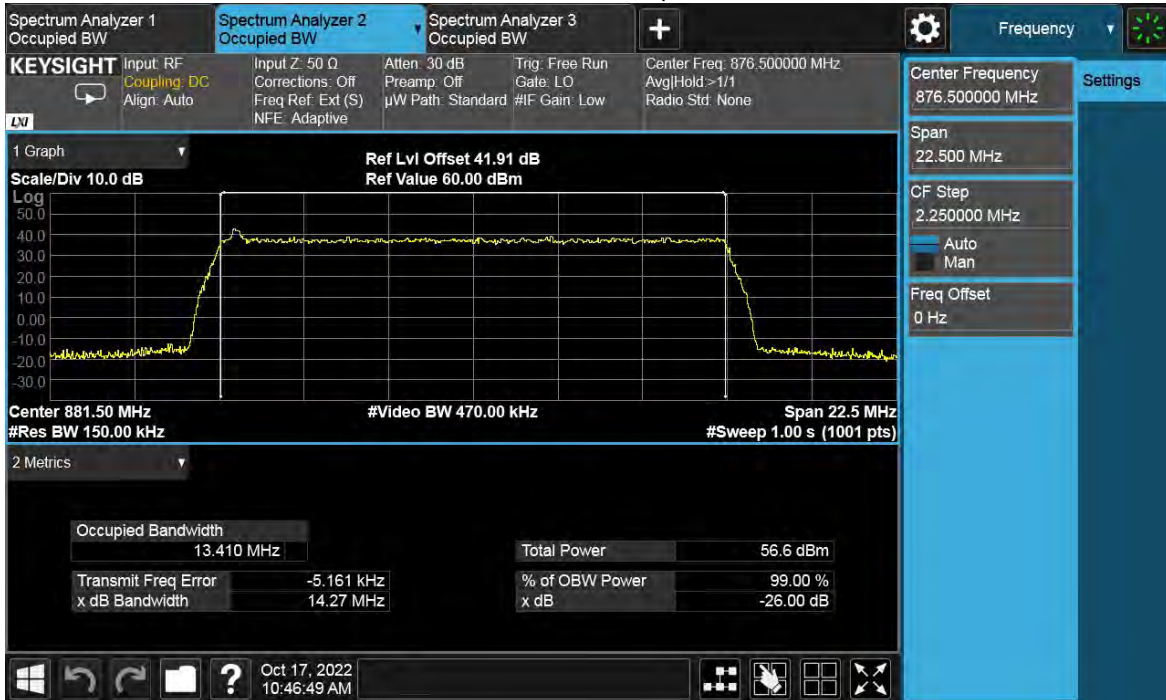 Spectrum Analyzer 1
Occupied BW
Spectrum Analyzer 2
Occupied BW
Spectrum Analyzer 3
Occupied BW
Frequency
KEYSIGHT
LXI
Input: RF
Coupling: DC
Align: Auto
Input Z: 50 Ω
Corrections: Off
Freq Ref: Ext (S)
NFE: Adaptive
Atten: 30 dB
Preamp: Off
µW Path: Standard
Trig: Free Run
Gate: LO
#IF Gain: Low
Center Freq: 876.500000 MHz
Avg|Hold:>1/1
Radio Std: None
Center Frequency
876.500000 MHz
Settings
Span
22.500 MHz
CF Step
2.250000 MHz
Auto
Man
Freq Offset
0 Hz
1 Graph
Scale/Div 10.0 dB
Ref Lvl Offset 41.91 dB
Ref Value 60.00 dBm
Log
50.0
40.0
30.0
20.0
10.0
0.00
-10.0
-20.0
-30.0
Center 881.50 MHz
#Video BW 470.00 kHz
Span 22.5 MHz
#Res BW 150.00 kHz
#Sweep 1.00 s (1001 pts)
2 Metrics
Occupied Bandwidth
13.410 MHz
Total Power 56.6 dBm
Transmit Freq Error -5.161 kHz
% of OBW Power 99.00 %
x dB Bandwidth 14.27 MHz
x dB -26.00 dB
?
Oct 17, 2022
10:46:49 AM